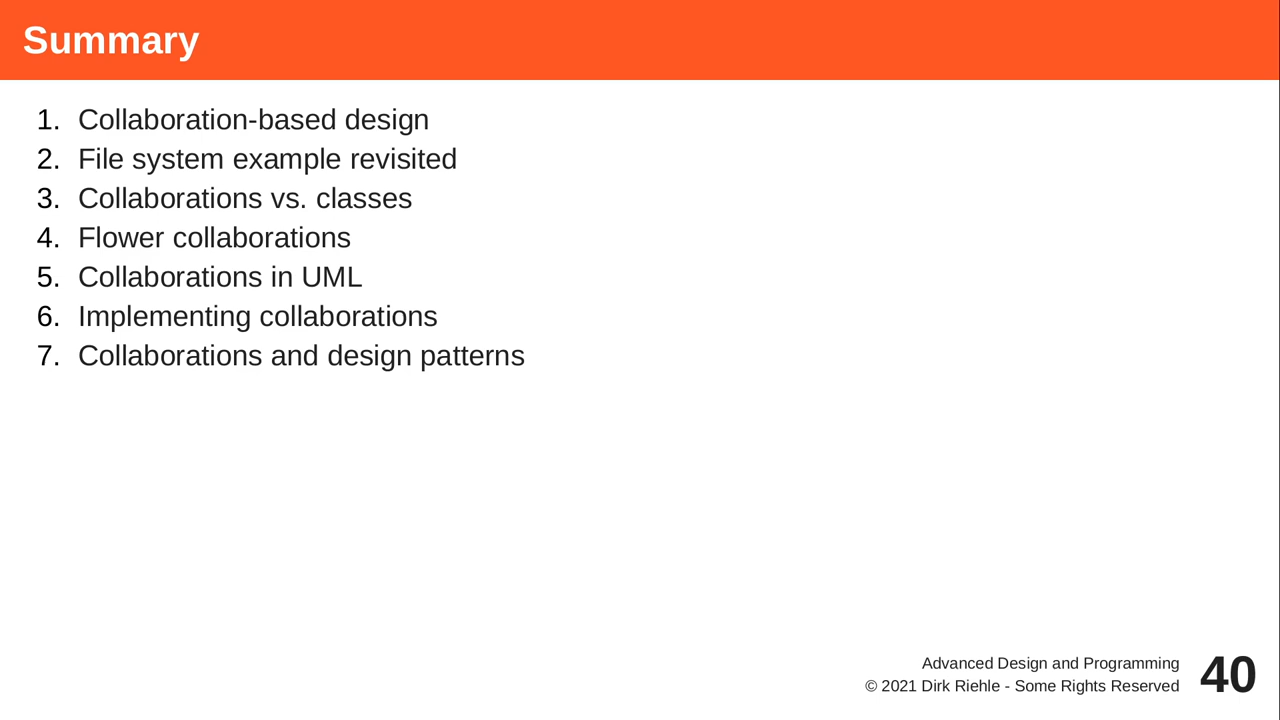 Summary
1. Collaboration-based design
2. File system example revisited
3. Collaborations vs. classes
4. Flower collaborations
5. Collaborations in UML
6. Implementing collaborations
7. Collaborations and design patterns
Advanced Design and Programming
© 2021 Dirk Riehle - Some Rights Reserved
40